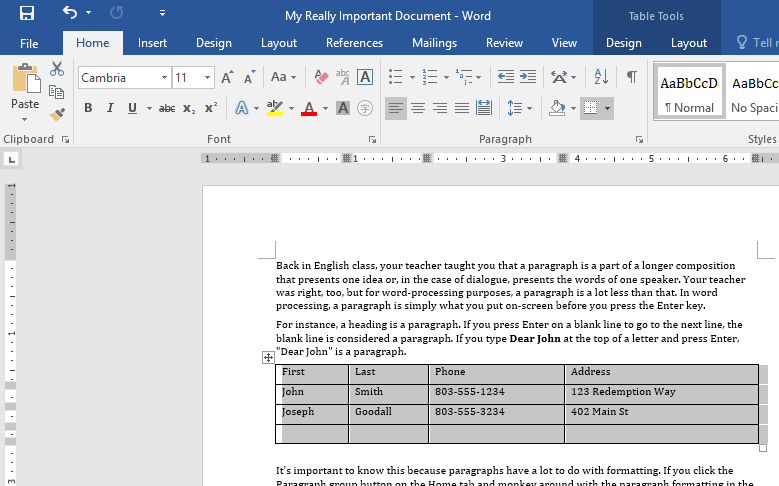 My Really Important Document - Word
Table Tools
File Home Insert Design Layout References Mailings Review View Design Layout Tell
Cambria 11 Aa
Paste
B I U abc x₂ x² A aby A A 字
AaBbCcD AaBbCc
¶ Normal No Spaci
Clipboard Font Paragraph Styles
1 1 2 3 4 5 6
Back in English class, your teacher taught you that a paragraph is a part of a longer composition
that presents one idea or, in the case of dialogue, presents the words of one speaker. Your teacher
was right, too, but for word-processing purposes, a paragraph is a lot less than that. In word
processing, a paragraph is simply what you put on-screen before you press the Enter key.
For instance, a heading is a paragraph. If you press Enter on a blank line to go to the next line, the
blank line is considered a paragraph. If you type Dear John at the top of a letter and press Enter,
"Dear John" is a paragraph.
First Last Phone Address
John Smith 803-555-1234 123 Redemption Way
Joseph Goodall 803-555-3234 402 Main St
It's important to know this because paragraphs have a lot to do with formatting. If you click the
Paragraph group button on the Home tab and monkey around with the paragraph formatting in the